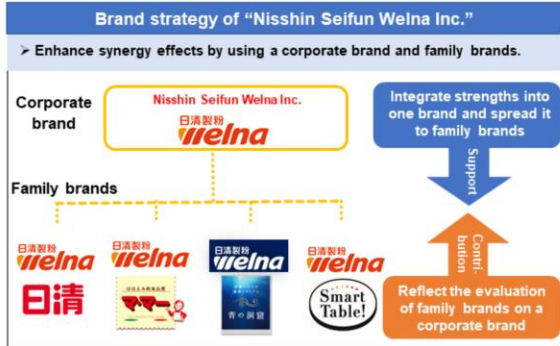 Brand strategy of “Nisshin Seifun Welna Inc.”
➢ Enhance synergy effects by using a corporate brand and family brands.
Corporate
brand
Nisshin Seifun Welna Inc.
日清製粉
Welna
Integrate strengths into
one brand and spread it
to family brands
Support
Family brands
日清製粉
Welna
日清製粉
Welna
日清製粉
Welna
日清製粉
Welna
日清
マ・マー
青の洞窟
Smart
Table!
Contri-
bution
Reflect the evaluation
of family brands on a
corporate brand